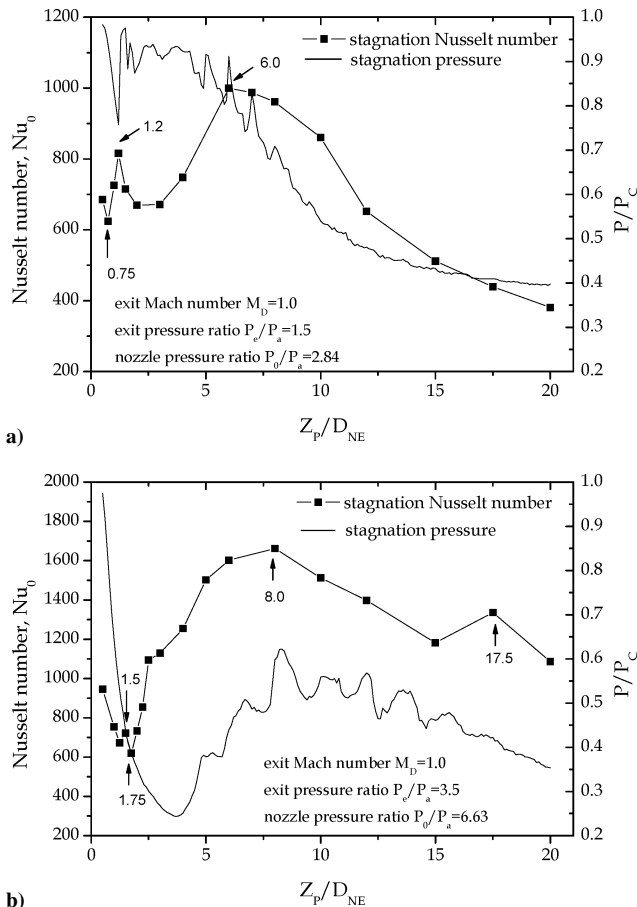 1200
1000
800
600
400
200
Nusselt number, Nu0
stagnation Nusselt number
stagnation pressure
6.0
1.2
0.75
exit Mach number MD=1.0
exit pressure ratio Pe/Pa=1.5
nozzle pressure ratio P0/Pa=2.84
1.0
0.9
0.8
0.7
0.6
0.5
0.4
0.3
0.2
P/PC
0 5 10 15 20
ZP/DNE
a)
2000
1800
1600
1400
1200
1000
800
600
400
200
Nusselt number, Nu0
stagnation Nusselt number
stagnation pressure
8.0
17.5
1.5
1.75
exit Mach number MD=1.0
exit pressure ratio Pe/Pa=3.5
nozzle pressure ratio P0/Pa=6.63
1.0
0.9
0.8
0.7
0.6
0.5
0.4
0.3
0.2
P/PC
0 5 10 15 20
ZP/DNE
b)